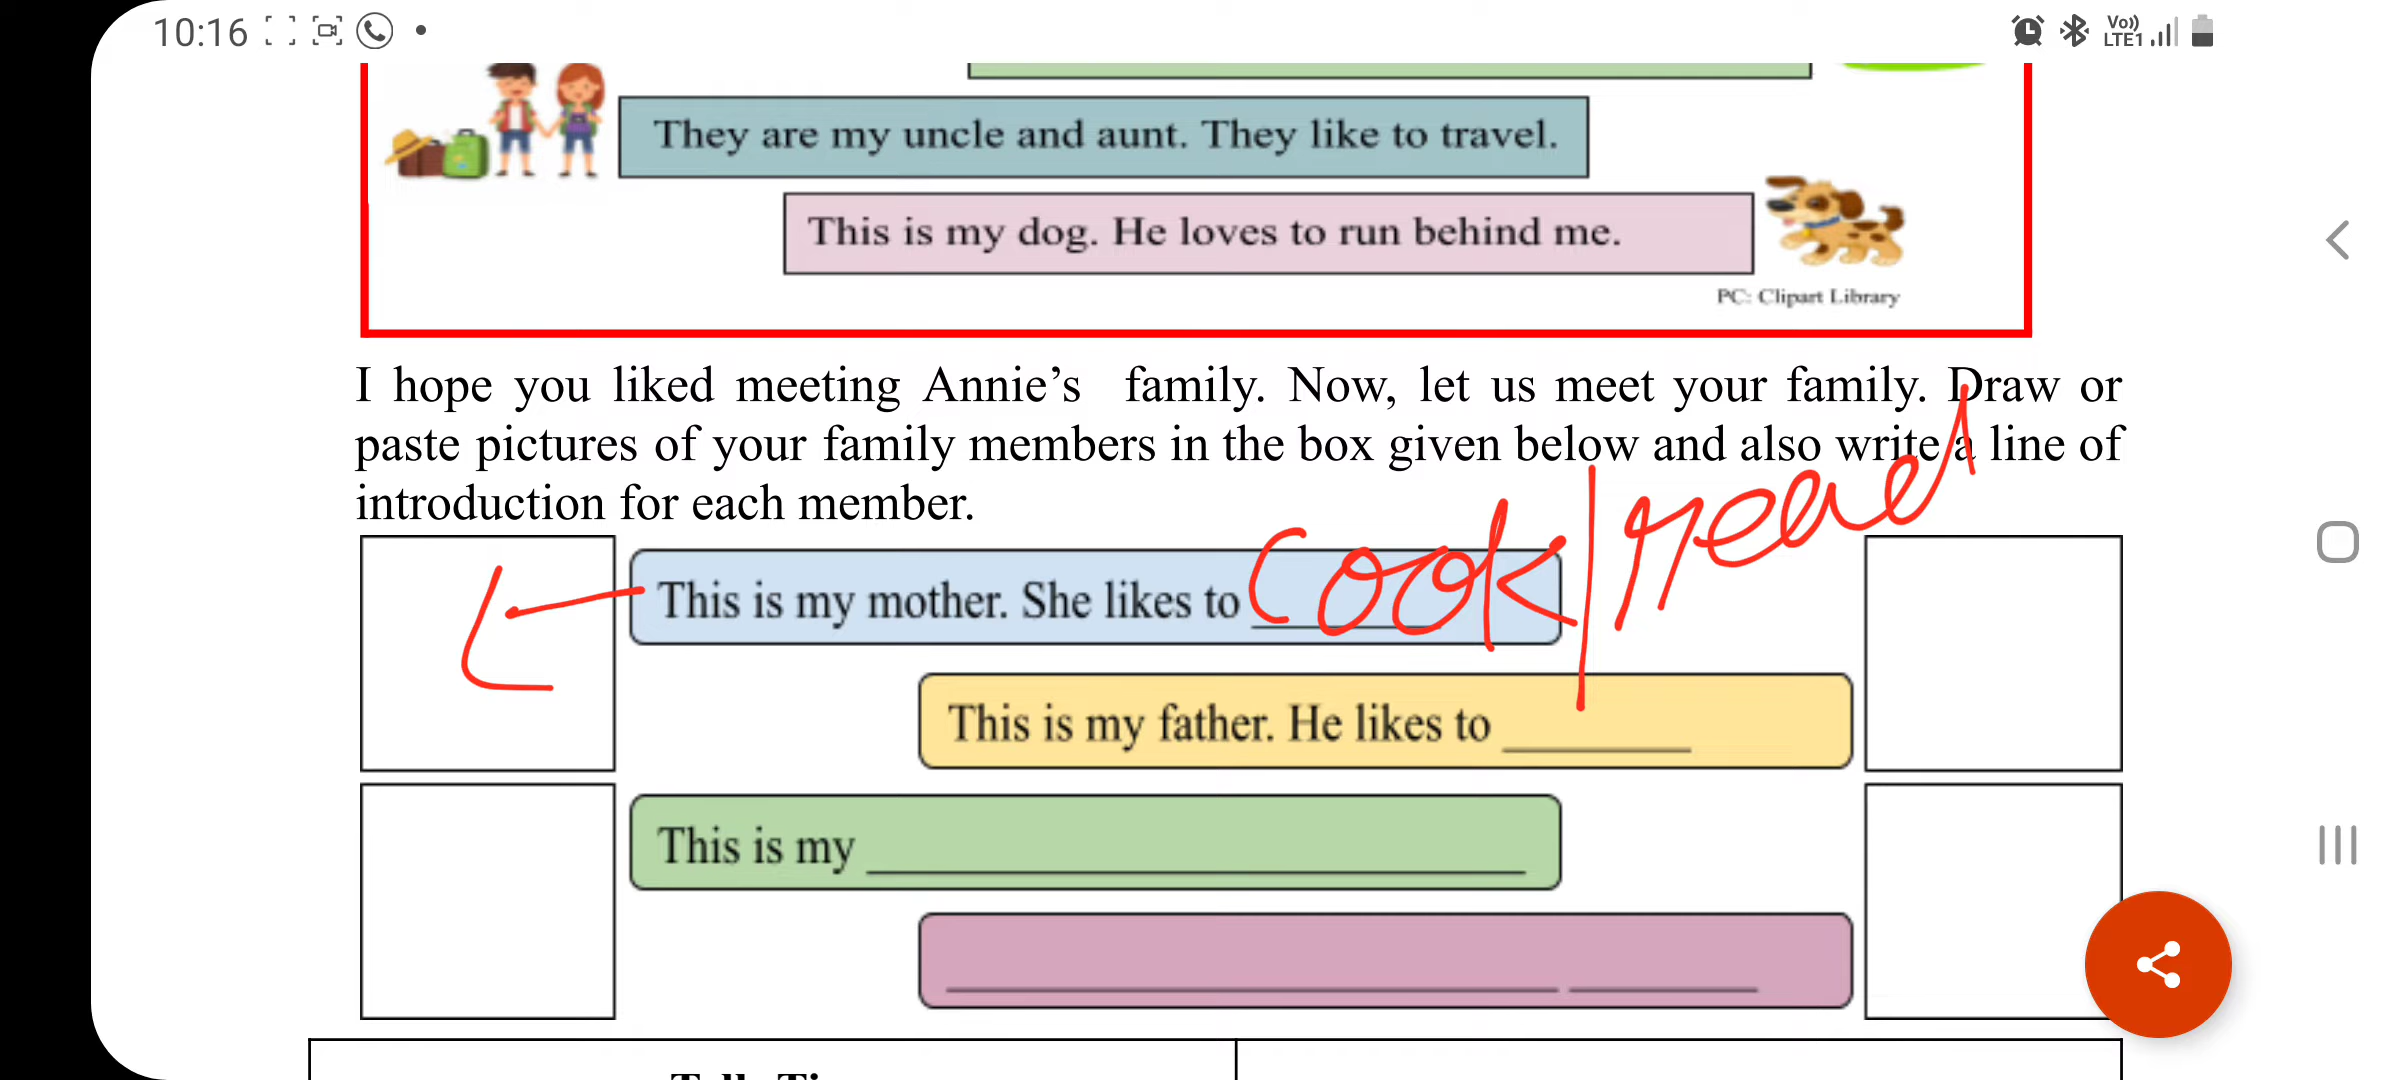 10:16
Vo))
LTE1
They are my uncle and aunt. They like to travel.
This is my dog. He loves to run behind me.
PC: Clipart Library
I hope you liked meeting Annie's family. Now, let us meet your family. Draw or
paste pictures of your family members in the box given below and also write a line of
introduction for each member.
This is my mother. She likes to cook/read
This is my father. He likes to
This is my